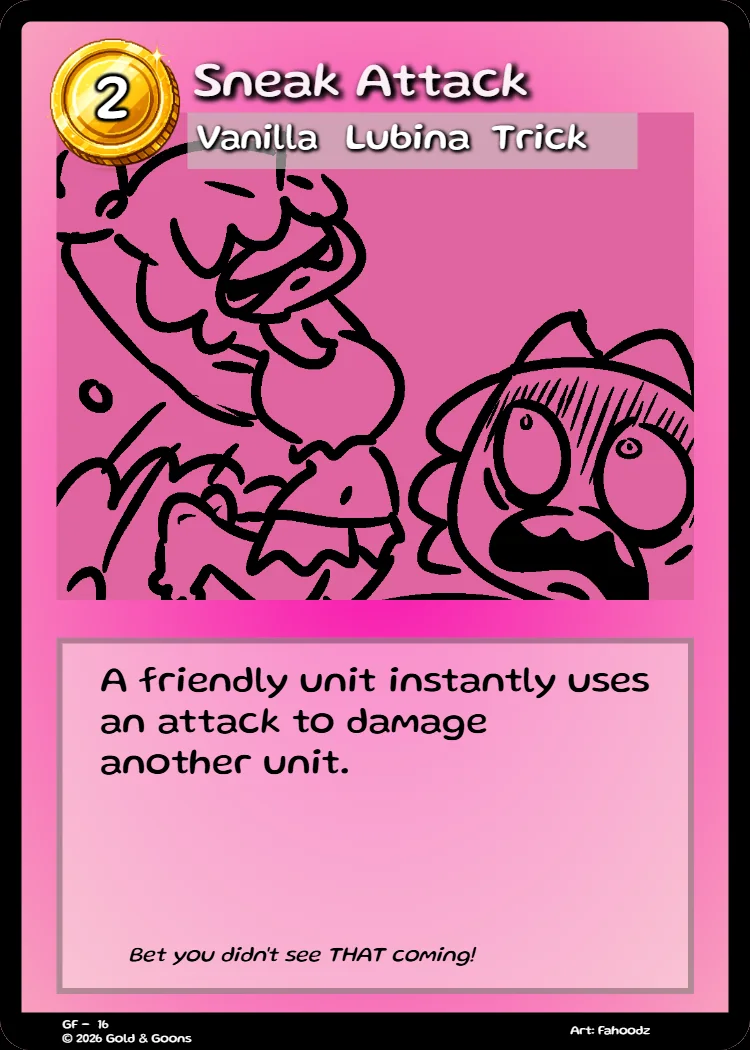 2
Sneak Attack
Vanilla Lubina Trick
A friendly unit instantly uses
an attack to damage
another unit.
Bet you didn't see THAT coming!
GF - 16
© 2026 Gold & Goons
Art: Fahoodz